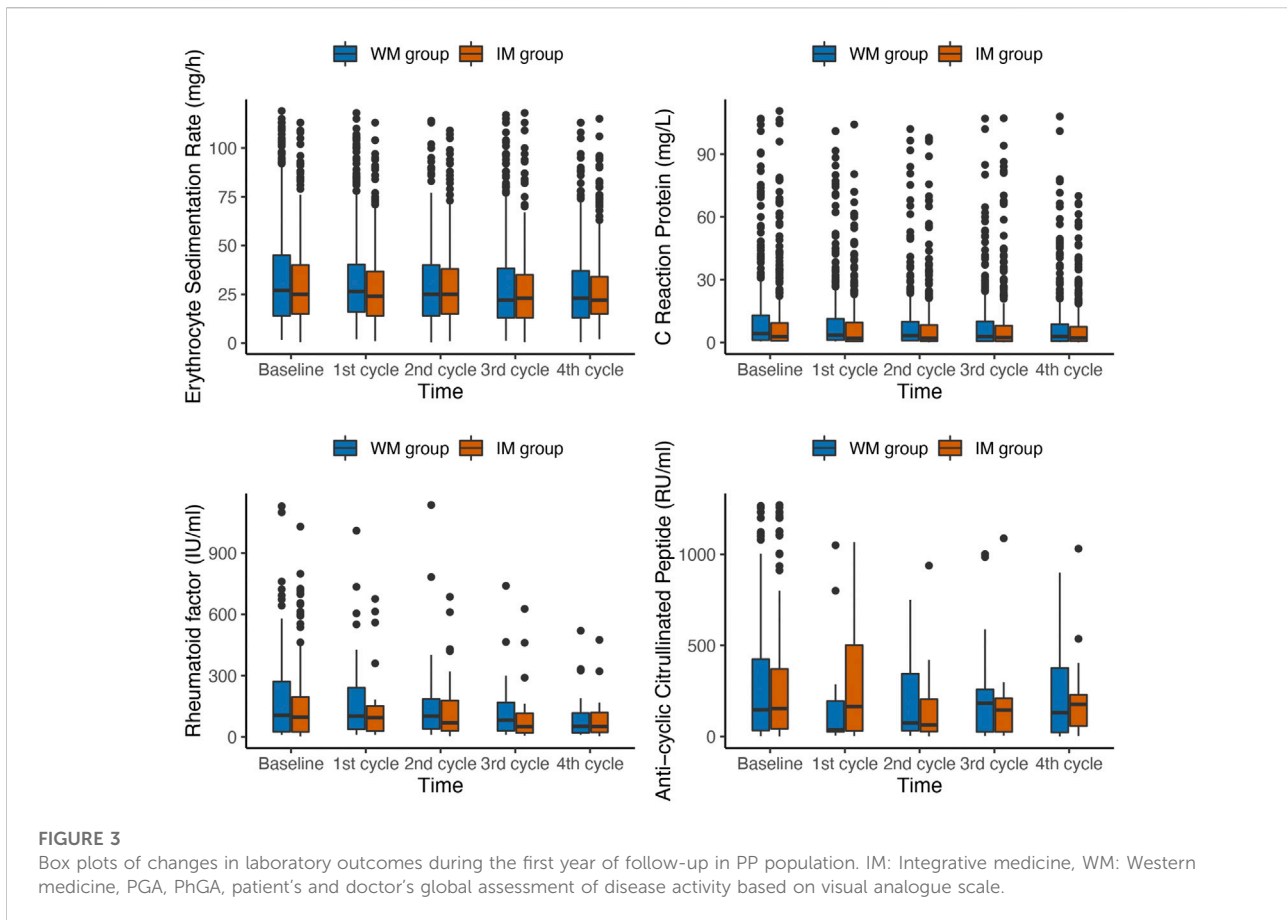 WM group IM group
Erythrocyte Sedimentation Rate (mg/h)
100
75
50
25
0
Baseline 1st cycle 2nd cycle 3rd cycle 4th cycle
Time
WM group IM group
C Reaction Protein (mg/L)
90
60
30
0
Baseline 1st cycle 2nd cycle 3rd cycle 4th cycle
Time
WM group IM group
Rheumatoid factor (IU/ml)
900
600
300
0
Baseline 1st cycle 2nd cycle 3rd cycle 4th cycle
Time
WM group IM group
Anti-cyclic Citrullinated Peptide (RU/ml)
1000
500
0
Baseline 1st cycle 2nd cycle 3rd cycle 4th cycle
Time
FIGURE 3
Box plots of changes in laboratory outcomes during the first year of follow-up in PP population. IM: Integrative medicine, WM: Western
medicine, PGA, PhGA, patient's and doctor's global assessment of disease activity based on visual analogue scale.